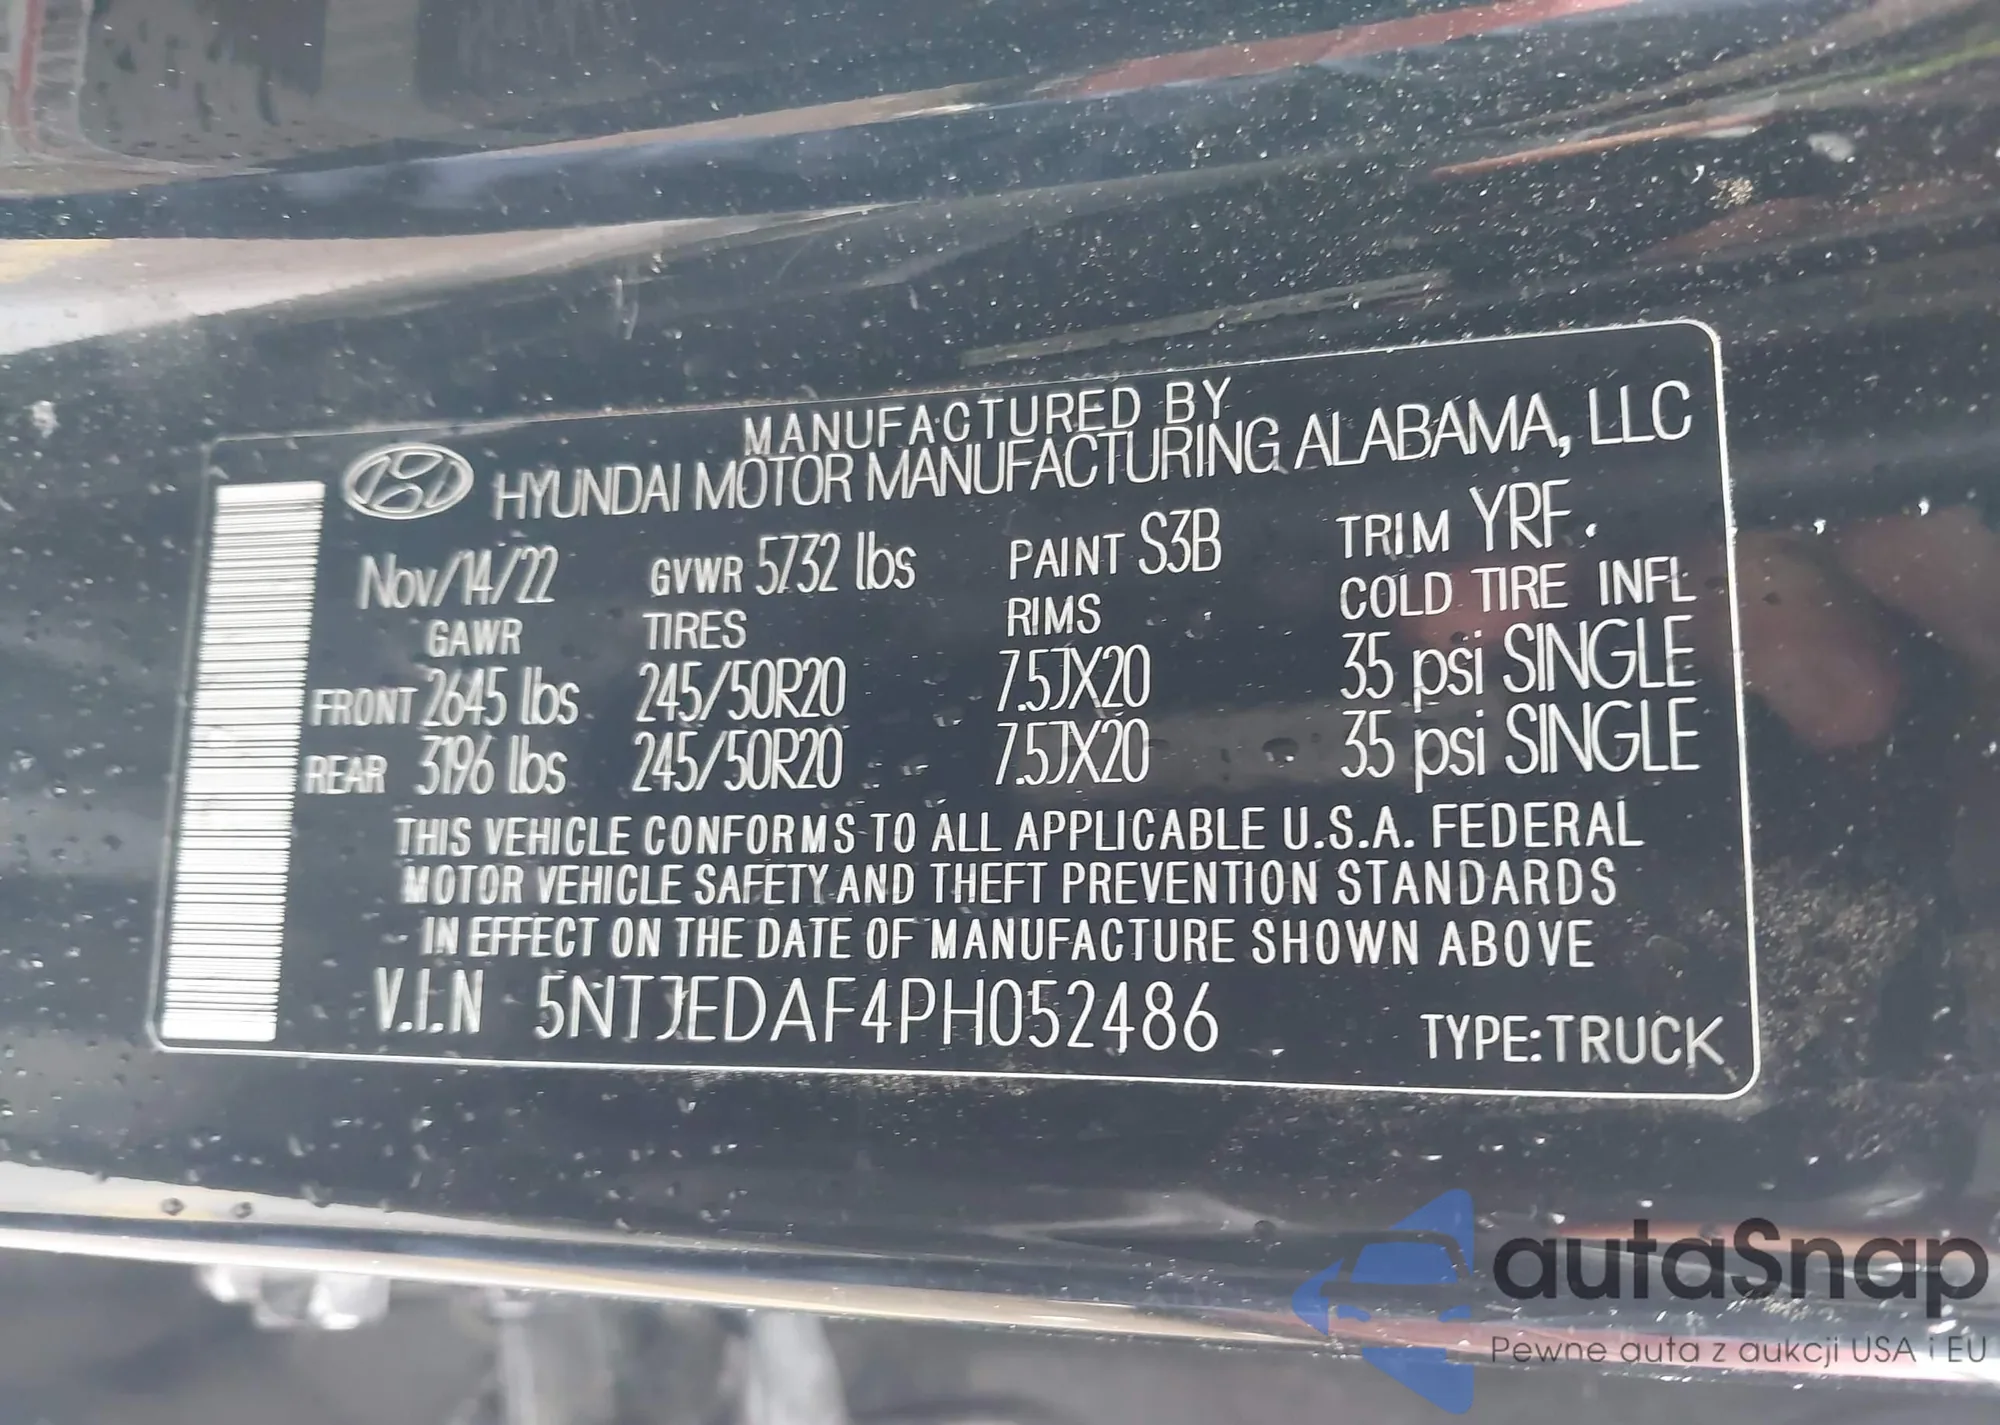 MANUFACTURED BY
HYUNDAI MOTOR MANUFACTURING ALABAMA, LLC
Nov/14/22 GVWR 5732 lbs PAINT S3B TRIM YRF
GAWR TIRES RIMS COLD TIRE INFL
FRONT 2645 lbs 245/50R20 7.5JX20 35 psi SINGLE
REAR 3196 lbs 245/50R20 7.5JX20 35 psi SINGLE
THIS VEHICLE CONFORMS TO ALL APPLICABLE U.S.A. FEDERAL
MOTOR VEHICLE SAFETY AND THEFT PREVENTION STANDARDS
IN EFFECT ON THE DATE OF MANUFACTURE SHOWN ABOVE
V.I.N 5NTJEDAF4PH052486 TYPE:TRUCK
autaSnap
Pewne auta z aukcji USA i EU